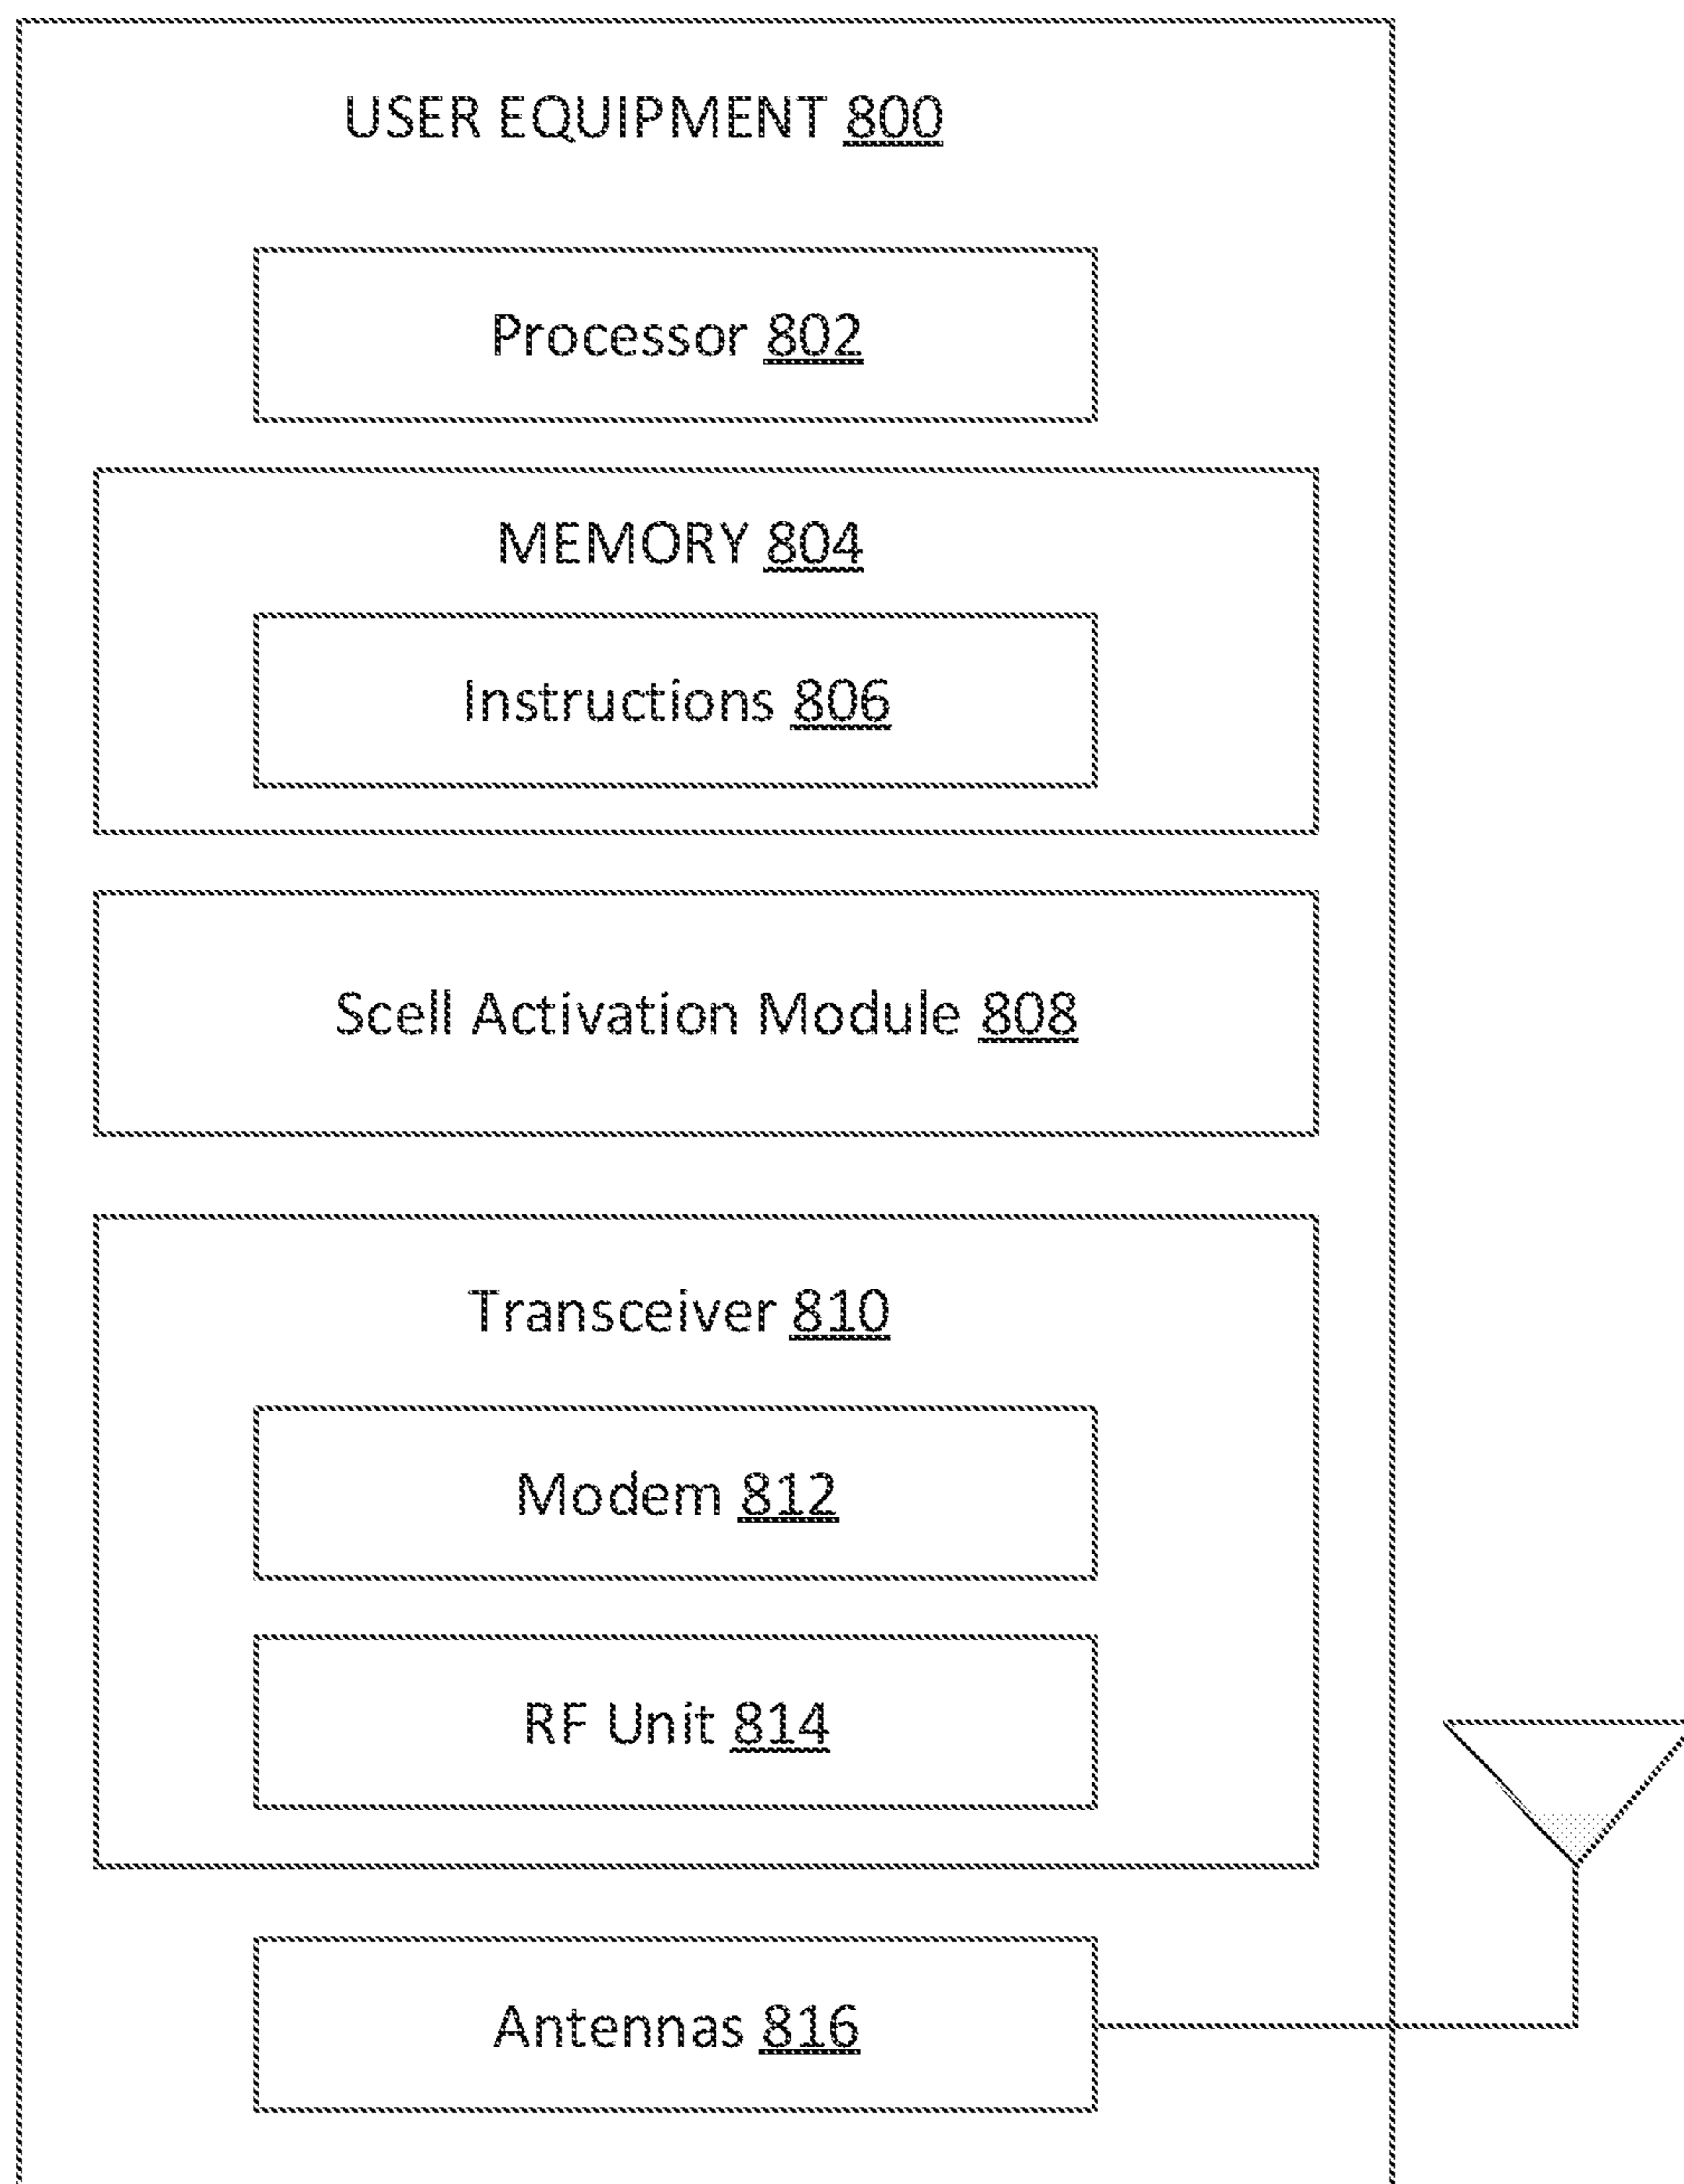 USER EQUIPMENT 800
Processor 802
MEMORY 804
Instructions 806
Scell Activation Module 808
Transceiver 810
Modem 812
RF Unit 814
Antennas 816